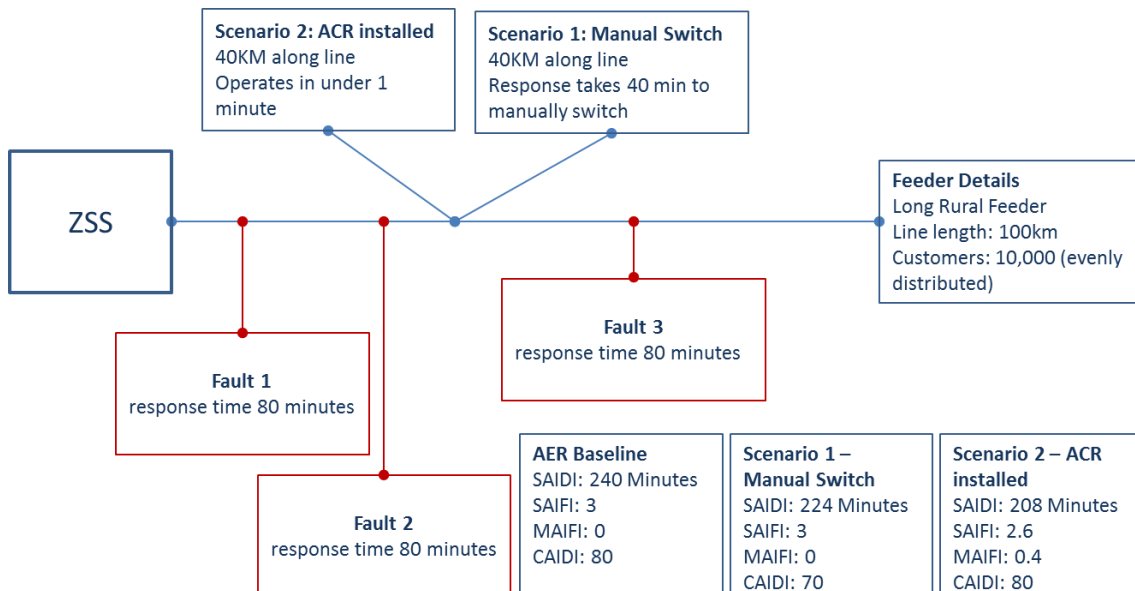 Scenario 2: ACR installed
40KM along line
Operates in under 1
minute
Scenario 1: Manual Switch
40KM along line
Response takes 40 min to
manually switch
ZSS
Feeder Details
Long Rural Feeder
Line length: 100km
Customers: 10,000 (evenly
distributed)
Fault 1
response time 80 minutes
Fault 2
response time 80 minutes
Fault 3
response time 80 minutes
AER Baseline
SAIDI: 240 Minutes
SAIFI: 3
MAIFI: 0
CAIDI: 80
Scenario 1 –
Manual Switch
SAIDI: 224 Minutes
SAIFI: 3
MAIFI: 0
CAIDI: 70
Scenario 2 – ACR
installed
SAIDI: 208 Minutes
SAIFI: 2.6
MAIFI: 0.4
CAIDI: 80